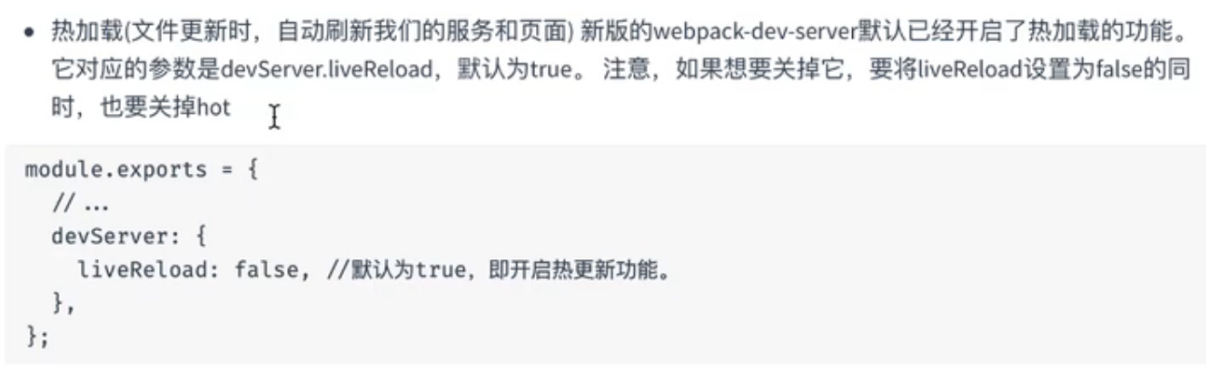 • 热加载(文件更新时，自动刷新我们的服务和页面) 新版的webpack-dev-server默认已经开启了热加载的功能。
它对应的参数是devServer.liveReload，默认为true。 注意，如果想要关掉它，要将liveReload设置为false的同
时，也要关掉hot
module.exports = {
  // ...
  devServer: {
    liveReload: false, //默认为true，即开启热更新功能。
  },
};